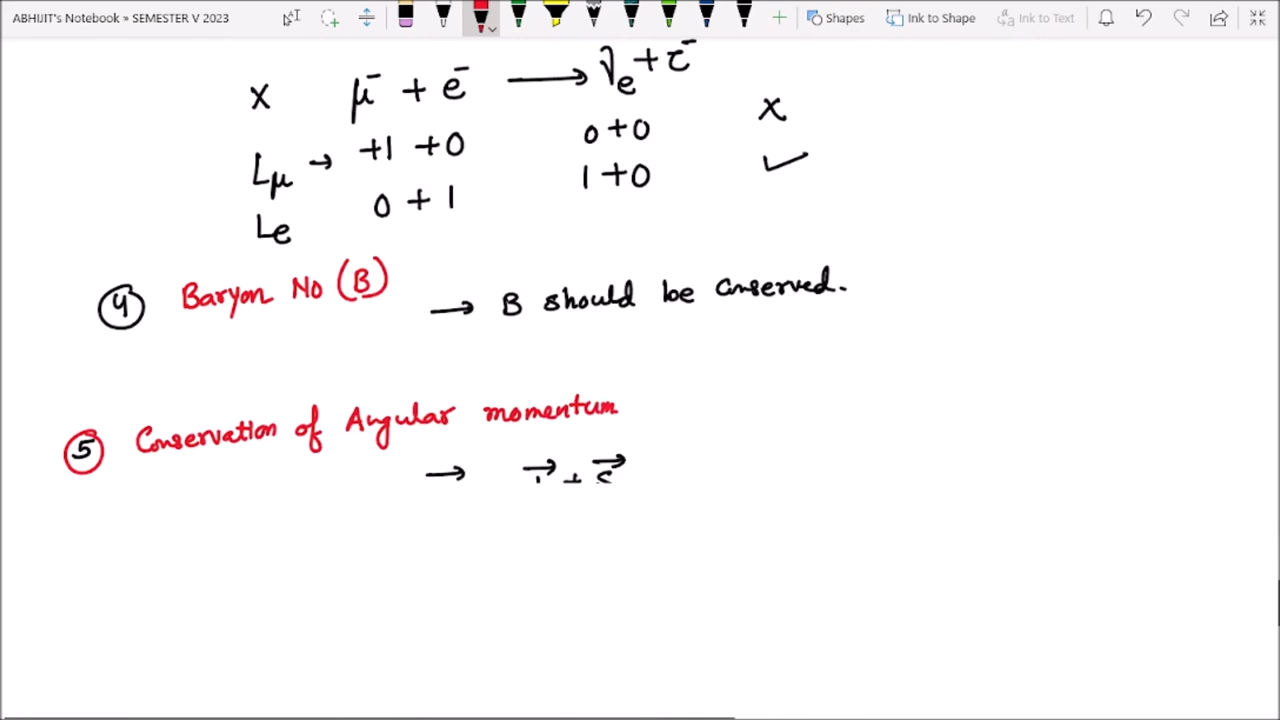 ABHIJIT's Notebook » SEMESTER V 2023
Shapes
Ink to Shape
Ink to Text
x μ⁻ + e⁻ ⟶ νe + τ⁻
Lμ → +1 +0 0+0 x
Le 0 + 1 1+0 ✓
④ Baryon No (B) → B should be conserved.
⑤ Conservation of Angular momentum
→